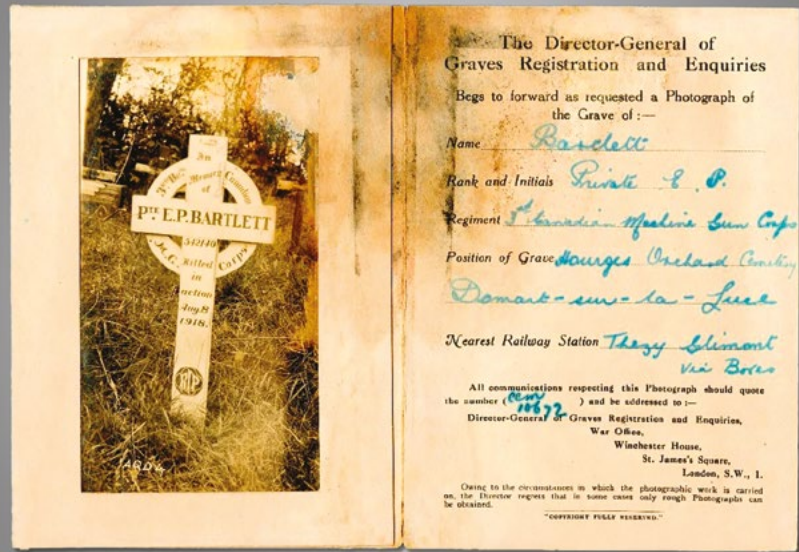 In
3rd Bn Memory Canadian
of
PTE E.P. BARTLETT
542140
M.G. Killed Corps
in
action
Aug 8
1918.
RIP
The Director-General of
Graves Registration and Enquiries
Begs to forward as requested a Photograph of
the Grave of :—
Name Bartlett
Rank and Initials Private E. P.
Regiment 3rd Canadian Machine Gun Corps
Position of Grave Hourges Orchard Cemetery
Domart-sur-la-Luce
Nearest Railway Station Thezy Glimont
Via Boves
All communications respecting this Photograph should quote
the number (cem 10672) and be addressed to :—
Director-General of Graves Registration and Enquiries,
War Office,
Winchester House,
St. James's Square,
London, S.W., 1.
Owing to the circumstances in which the photographic work is carried
on, the Director regrets that in some cases only rough Photographs can
be obtained.
"COPYRIGHT FULLY RESERVED."